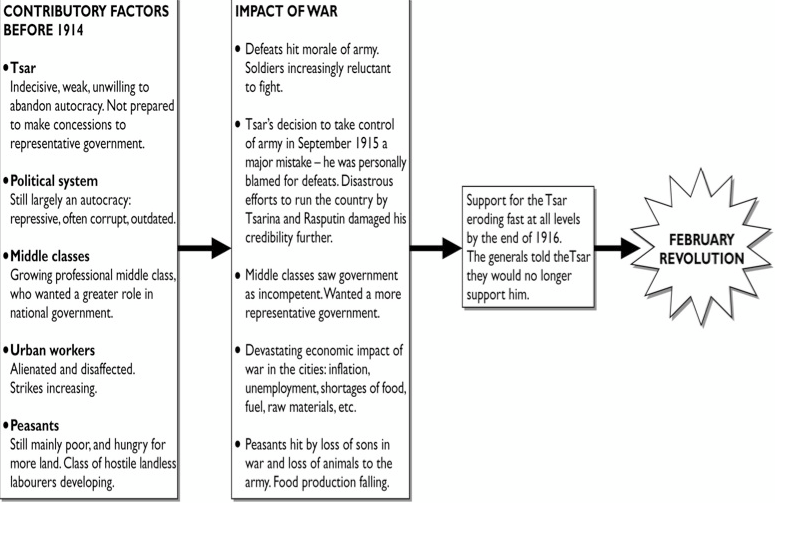 CONTRIBUTORY FACTORS
BEFORE 1914
•Tsar
Indecisive, weak, unwilling to
abandon autocracy. Not prepared
to make concessions to
representative government.
•Political system
Still largely an autocracy:
repressive, often corrupt, outdated.
•Middle classes
Growing professional middle class,
who wanted a greater role in
national government.
•Urban workers
Alienated and disaffected.
Strikes increasing.
•Peasants
Still mainly poor, and hungry for
more land. Class of hostile landless
labourers developing.
IMPACT OF WAR
• Defeats hit morale of army.
Soldiers increasingly reluctant
to fight.
• Tsar's decision to take control
of army in September 1915 a
major mistake – he was personally
blamed for defeats. Disastrous
efforts to run the country by
Tsarina and Rasputin damaged his
credibility further.
• Middle classes saw government
as incompetent. Wanted a more
representative government.
• Devastating economic impact of
war in the cities: inflation,
unemployment, shortages of food,
fuel, raw materials, etc.
• Peasants hit by loss of sons in
war and loss of animals to the
army. Food production falling.
Support for the Tsar
eroding fast at all levels
by the end of 1916.
The generals told the Tsar
they would no longer
support him.
FEBRUARY
REVOLUTION